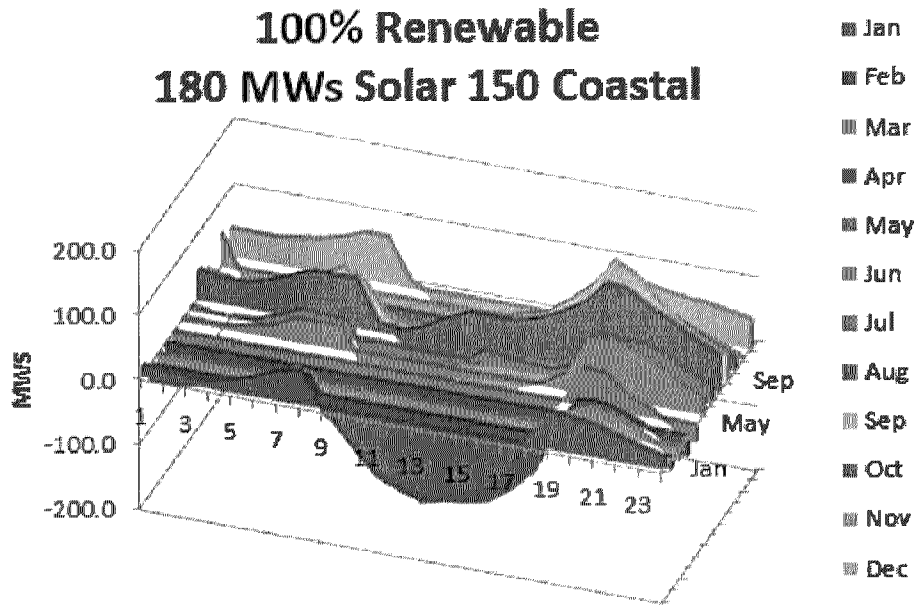 100% Renewable
180 MWs Solar 150 Coastal
Jan
Feb
Mar
Apr
May
Jun
Jul
Aug
Sep
Oct
Nov
Dec
200.0
100.0
0.0
-100.0
-200.0
MWs
1
3
5
7
9
11
13
15
17
19
21
23
Jan
May
Sep